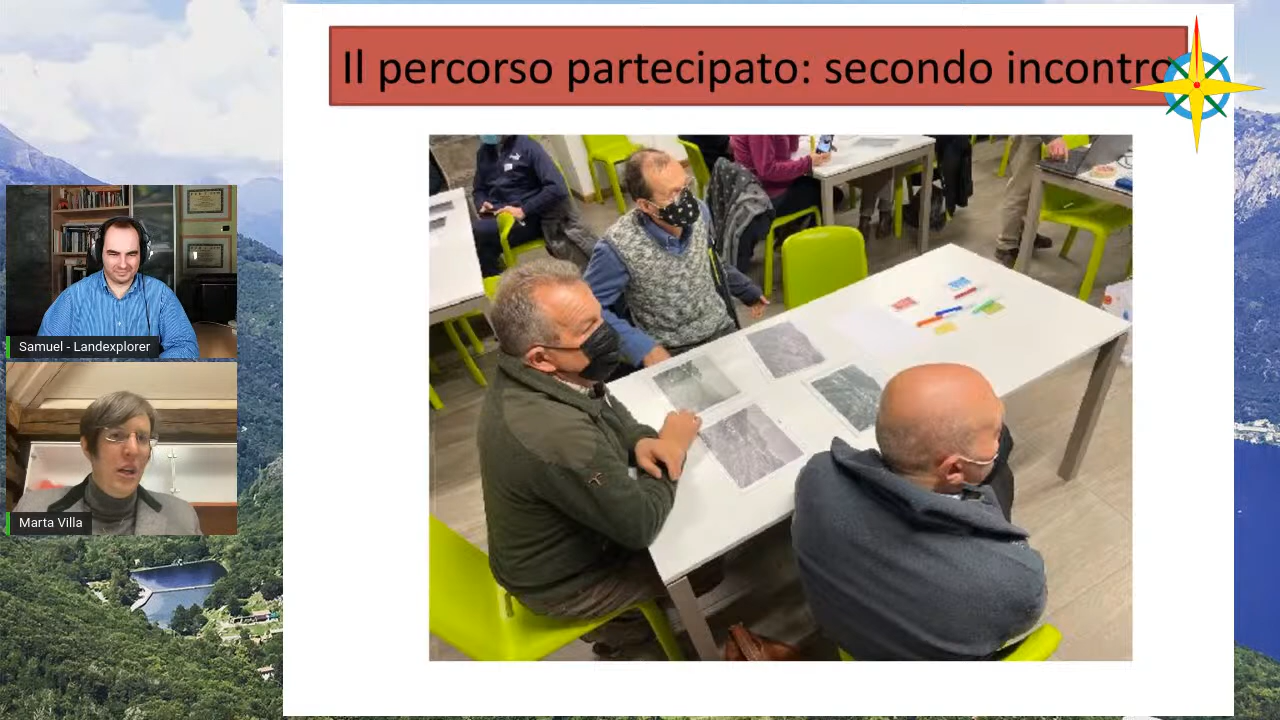 Il percorso partecipato: secondo incontro
Samuel - Landexplorer
Marta Villa